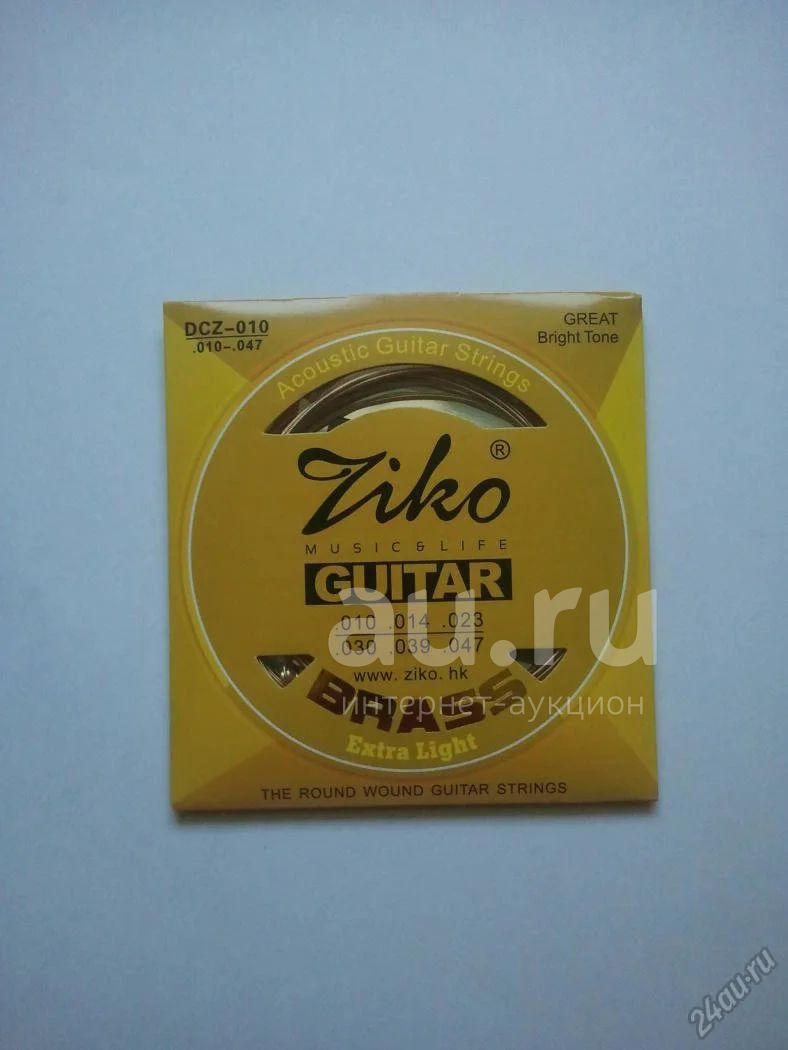 DCZ-010
.010-.047
GREAT
Bright Tone
Acoustic Guitar Strings
Ziko®
MUSIC & LIFE
GUITAR
.010 .014 .023
.030 .039 .047
www.ziko.hk
BRASS
Extra Light
THE ROUND WOUND GUITAR STRINGS
au.ru
интернет-аукцион
24au.ru